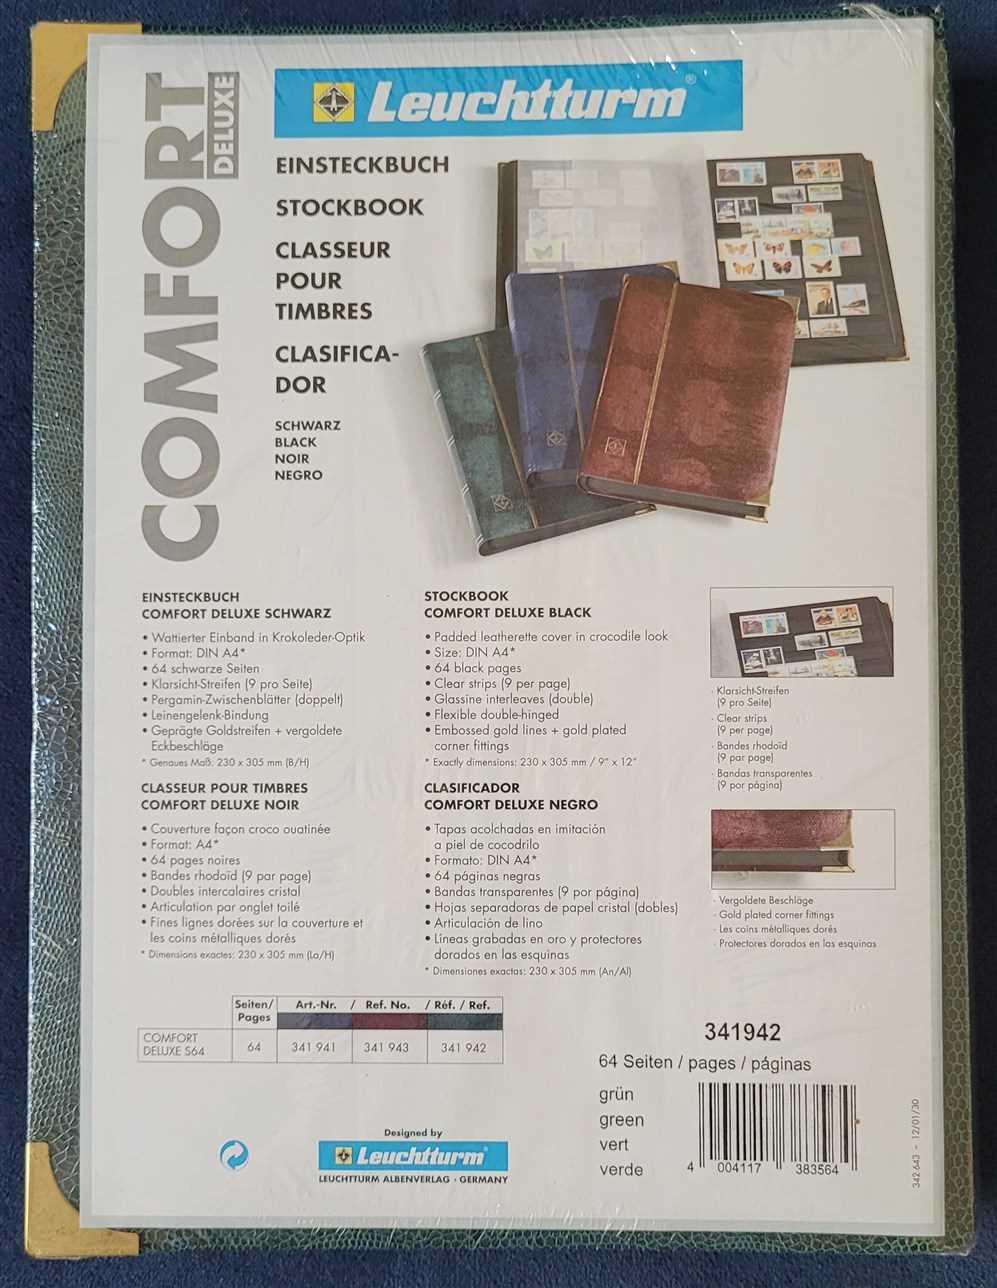 COMFORT
DELUXE
Leuchtturm®
EINSTECKBUCH
STOCKBOOK
CLASSEUR
POUR
TIMBRES
CLASIFICA-
DOR
SCHWARZ
BLACK
NOIR
NEGRO
EINSTECKBUCH
COMFORT DELUXE SCHWARZ
• Wattierter Einband in Krokoleder-Optik
• Format: DIN A4*
• 64 schwarze Seiten
• Klarsicht-Streifen (9 pro Seite)
• Pergamin-Zwischenblätter (doppelt)
• Leinengelenk-Bindung
• Geprägte Goldstreifen + vergoldete
Eckbeschläge
* Genaues Maß: 230 x 305 mm (B/H)
STOCKBOOK
COMFORT DELUXE BLACK
• Padded leatherette cover in crocodile look
• Size: DIN A4*
• 64 black pages
• Clear strips (9 per page)
• Glassine interleaves (double)
• Flexible double-hinged
• Embossed gold lines + gold plated
corner fittings
* Exactly dimensions: 230 x 305 mm / 9" x 12"
CLASSEUR POUR TIMBRES
COMFORT DELUXE NOIR
• Couverture façon croco ouatinée
• Format: A4*
• 64 pages noires
• Bandes rhodoïd (9 par page)
• Doubles intercalaires cristal
• Articulation par onglet toilé
• Fines lignes dorées sur la couverture et
les coins métalliques dorés
* Dimensions exactes: 230 x 305 mm (La/H)
CLASIFICADOR
COMFORT DELUXE NEGRO
• Tapas acolchadas en imitación
a piel de cocodrilo
• Formato: DIN A4*
• 64 páginas negras
• Bandas transparentes (9 por página)
• Hojas separadoras de papel cristal (dobles)
• Articulación de lino
• Líneas grabadas en oro y protectores
dorados en las esquinas
* Dimensiones exactas: 230 x 305 mm (An/Al)
· Klarsicht-Streifen
(9 pro Seite)
· Clear strips
(9 per page)
· Bandes rhodoïd
(9 par page)
· Bandas transparentes
(9 por página)
· Vergoldete Beschläge
· Gold plated corner fittings
· Les coins métalliques dorés
· Protectores dorados en las esquinas
Seiten/
Pages
Art.-Nr. / Ref. No. / Réf. / Ref.
COMFORT
DELUXE S64
64
341 941
341 943
341 942
341942
64 Seiten / pages / páginas
grün
green
vert
verde
4 004117 383564
342 643 - 12/01/30
Designed by
Leuchtturm®
LEUCHTTURM ALBENVERLAG · GERMANY